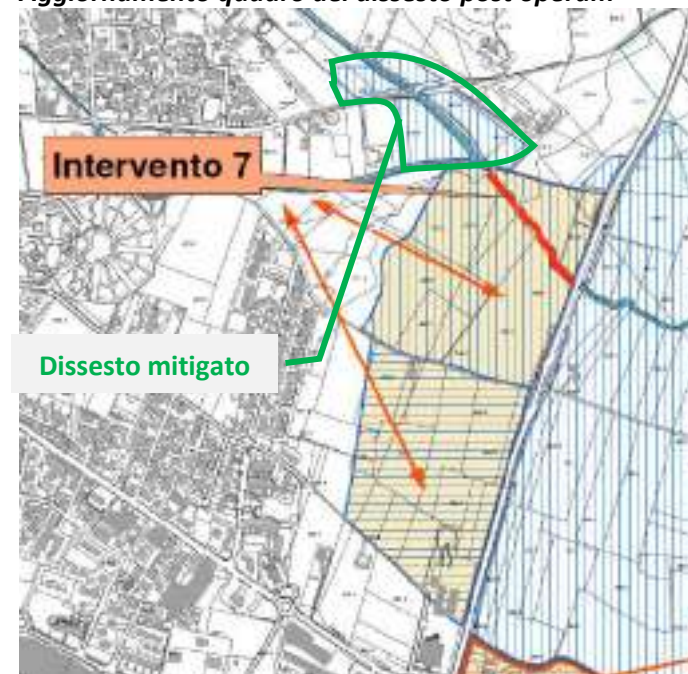 Aggiornamento quadro del dissesto post operam
Intervento 7
Dissesto mitigato